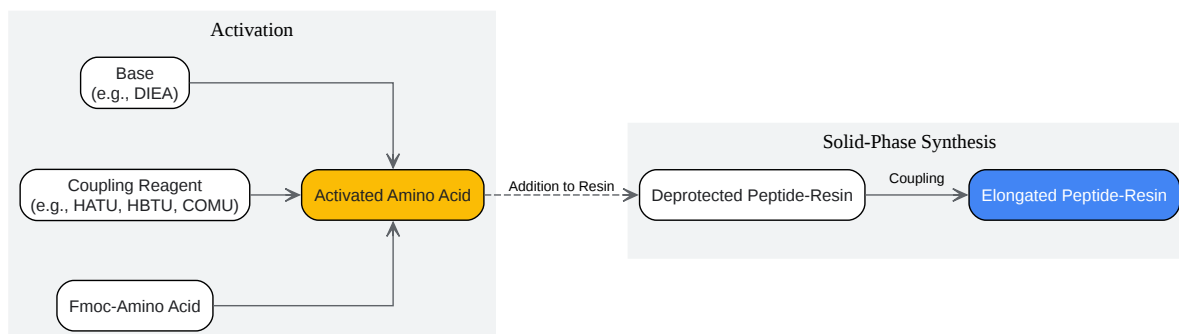 Activation
Base
(e.g., DIEA)
Coupling Reagent
(e.g., HATU, HBTU, COMU)
Fmoc-Amino Acid
Activated Amino Acid
Addition to Resin
Solid-Phase Synthesis
Deprotected Peptide-Resin
Coupling
Elongated Peptide-Resin